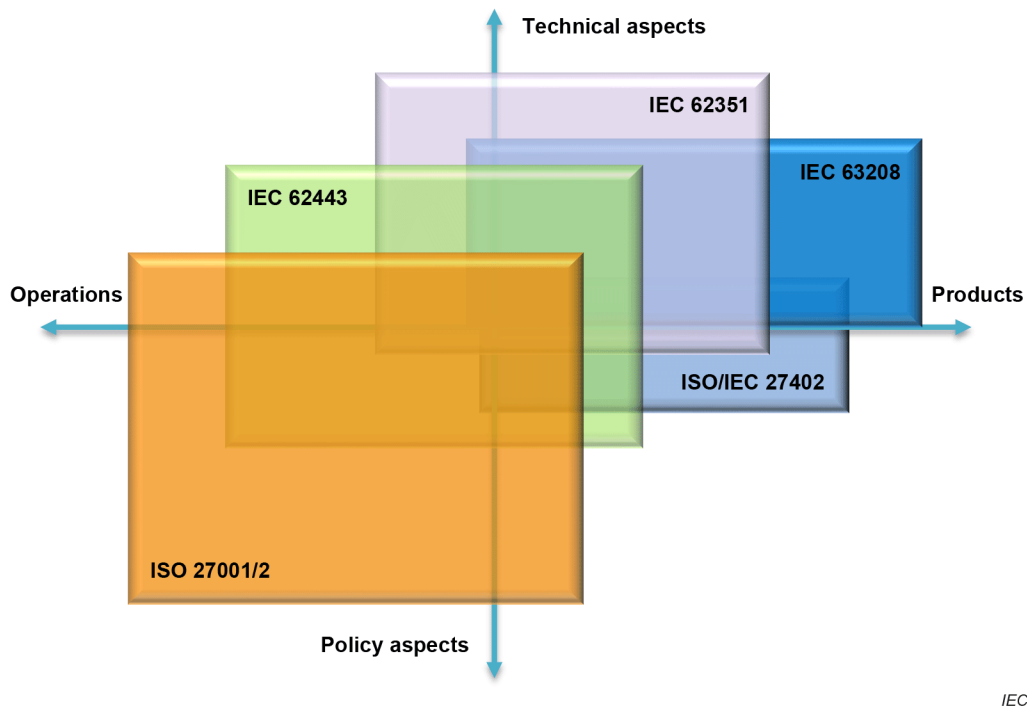 Technical aspects
IEC 62351
IEC 63208
IEC 62443
Operations
Products
ISO/IEC 27402
ISO 27001/2
Policy aspects
IEC